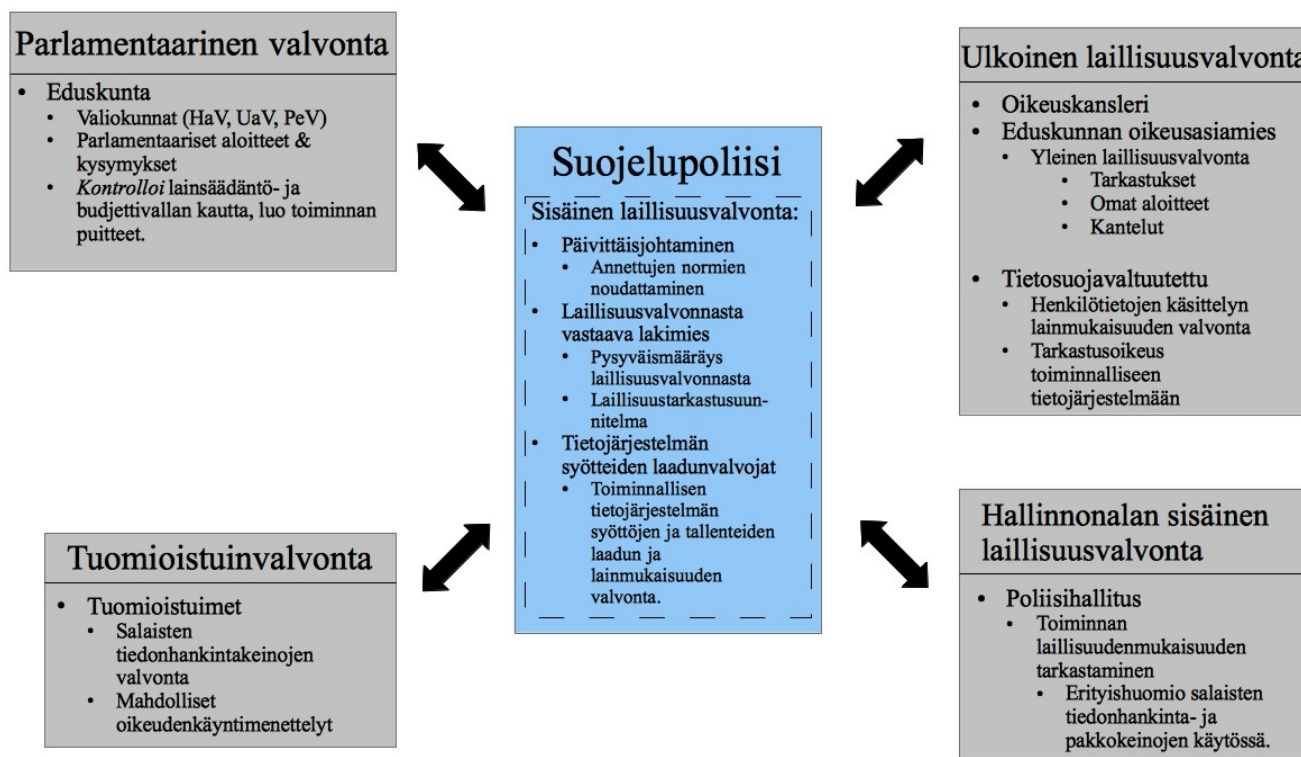 Parlamentaarinen valvonta
• Eduskunta
• Valiokunnat (HaV, UaV, PeV)
• Parlamentaariset aloitteet &
kysymykset
• Kontrolloi lainsäädäntö- ja
budjettivallan kautta, luo toiminnan
puitteet.
Suojelupoliisi
Sisäinen laillisuusvalvonta:
• Päivittäisjohtaminen
• Annettujen normien
noudattaminen
• Laillisuusvalvonnasta
vastaava lakimies
• Pysyväismääräys
laillisuusvalvonnasta
• Laillisuustarkastusuun-
nitelma
• Tietojärjestelmän
syötteiden laadunvalvojat
• Toiminnallisen
tietojärjestelmän
syöttöjen ja tallenteiden
laadun ja
lainmukaisuuden
valvonta.
Ulkoinen laillisuusvalvonta
• Oikeuskansleri
• Eduskunnan oikeusasiamies
• Yleinen laillisuusvalvonta
• Tarkastukset
• Omat aloitteet
• Kantelut
• Tietosuojavaltuutettu
• Henkilötietojen käsittelyn
lainmukaisuuden valvonta
• Tarkastusoikeus
toiminnalliseen
tietojärjestelmään
Tuomioistuinvalvonta
• Tuomioistuimet
• Salaisten
tiedonhankintakeinojen
valvonta
• Mahdolliset
oikeudenkäyntimenettelyt
Hallinnonalan sisäinen
laillisuusvalvonta
• Poliisihallitus
• Toiminnan
laillisuudenmukaisuuden
tarkastaminen
• Erityishuomio salaisten
tiedonhankinta- ja
pakkokeinojen käytössä.